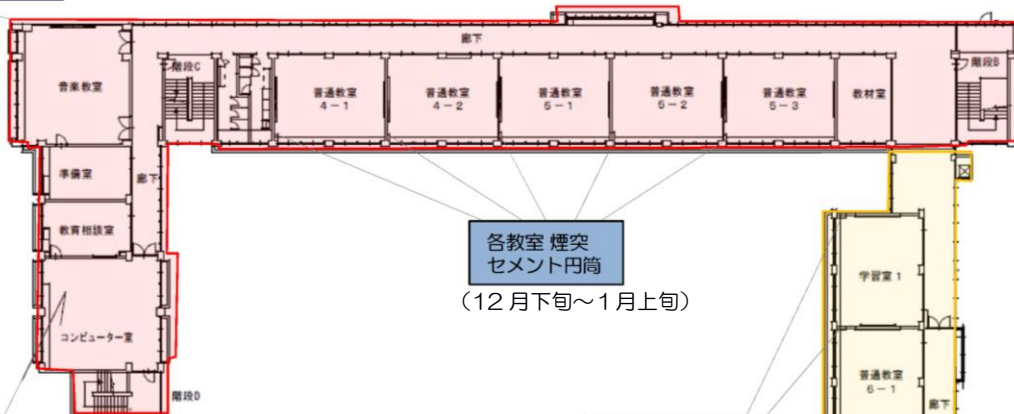 廊下
音楽教室
階段C
普通教室
4-1
普通教室
4-2
普通教室
5-1
普通教室
5-2
普通教室
5-3
教材室
階段B
準備室
廊下
教育相談室
各教室 煙突
セメント円筒
(12月下旬~1月上旬)
学習室1
コンピューター室
普通教室
6-1
階段D
廊下